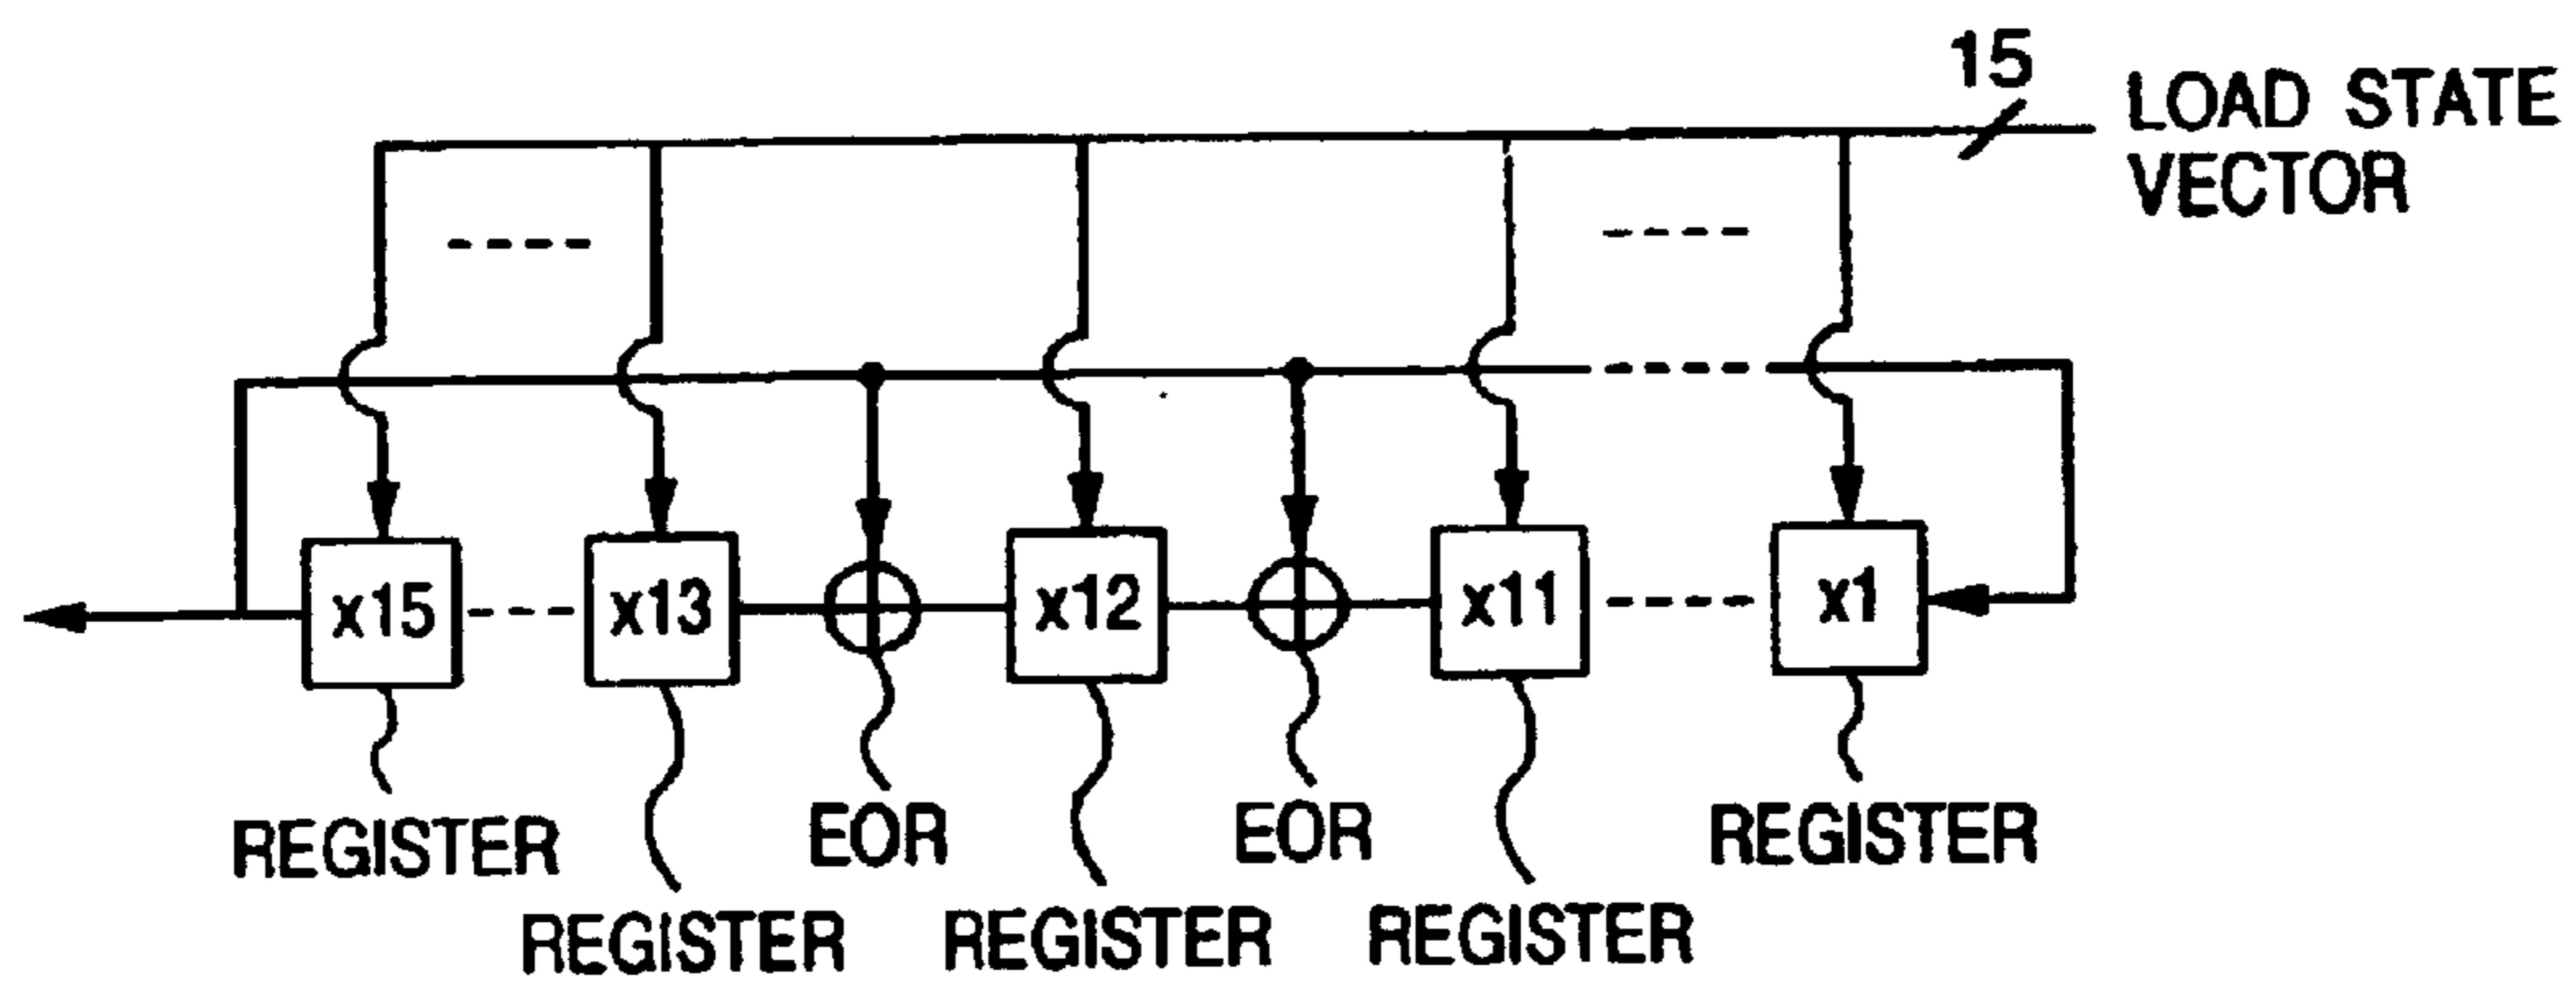 15
LOAD STATE
VECTOR
x15
x13
x12
x11
x1
REGISTER
EOR
EOR
REGISTER
REGISTER
REGISTER
REGISTER